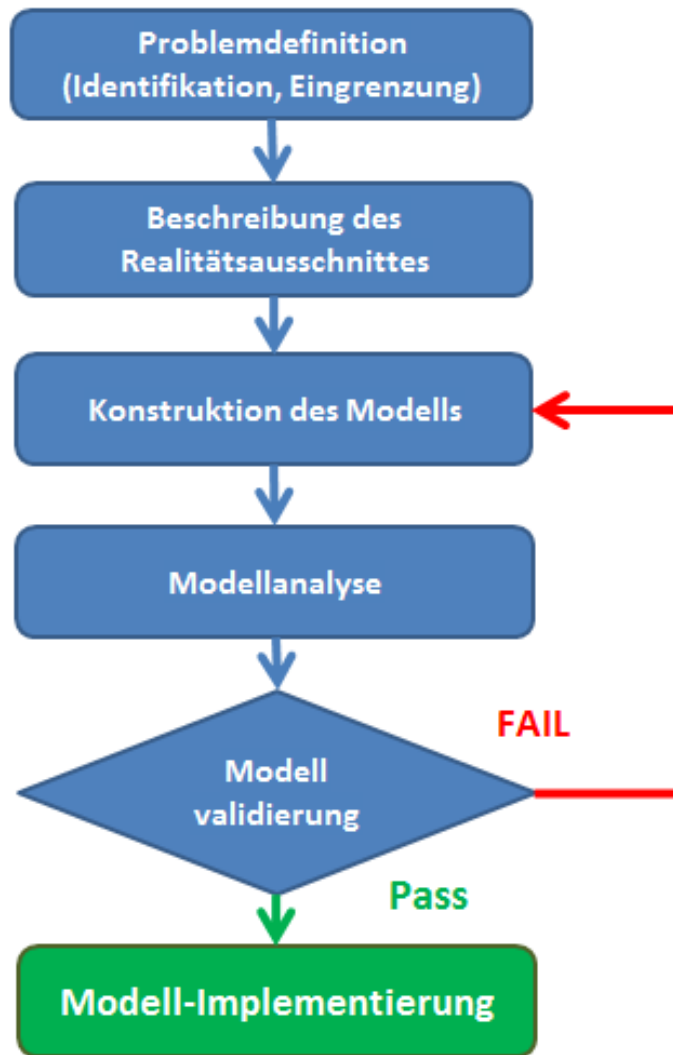 Problemdefinition
(Identifikation, Eingrenzung)
Beschreibung des
Realitätsausschnittes
Konstruktion des Modells
Modellanalyse
FAIL
Modell
validierung
Pass
Modell-Implementierung